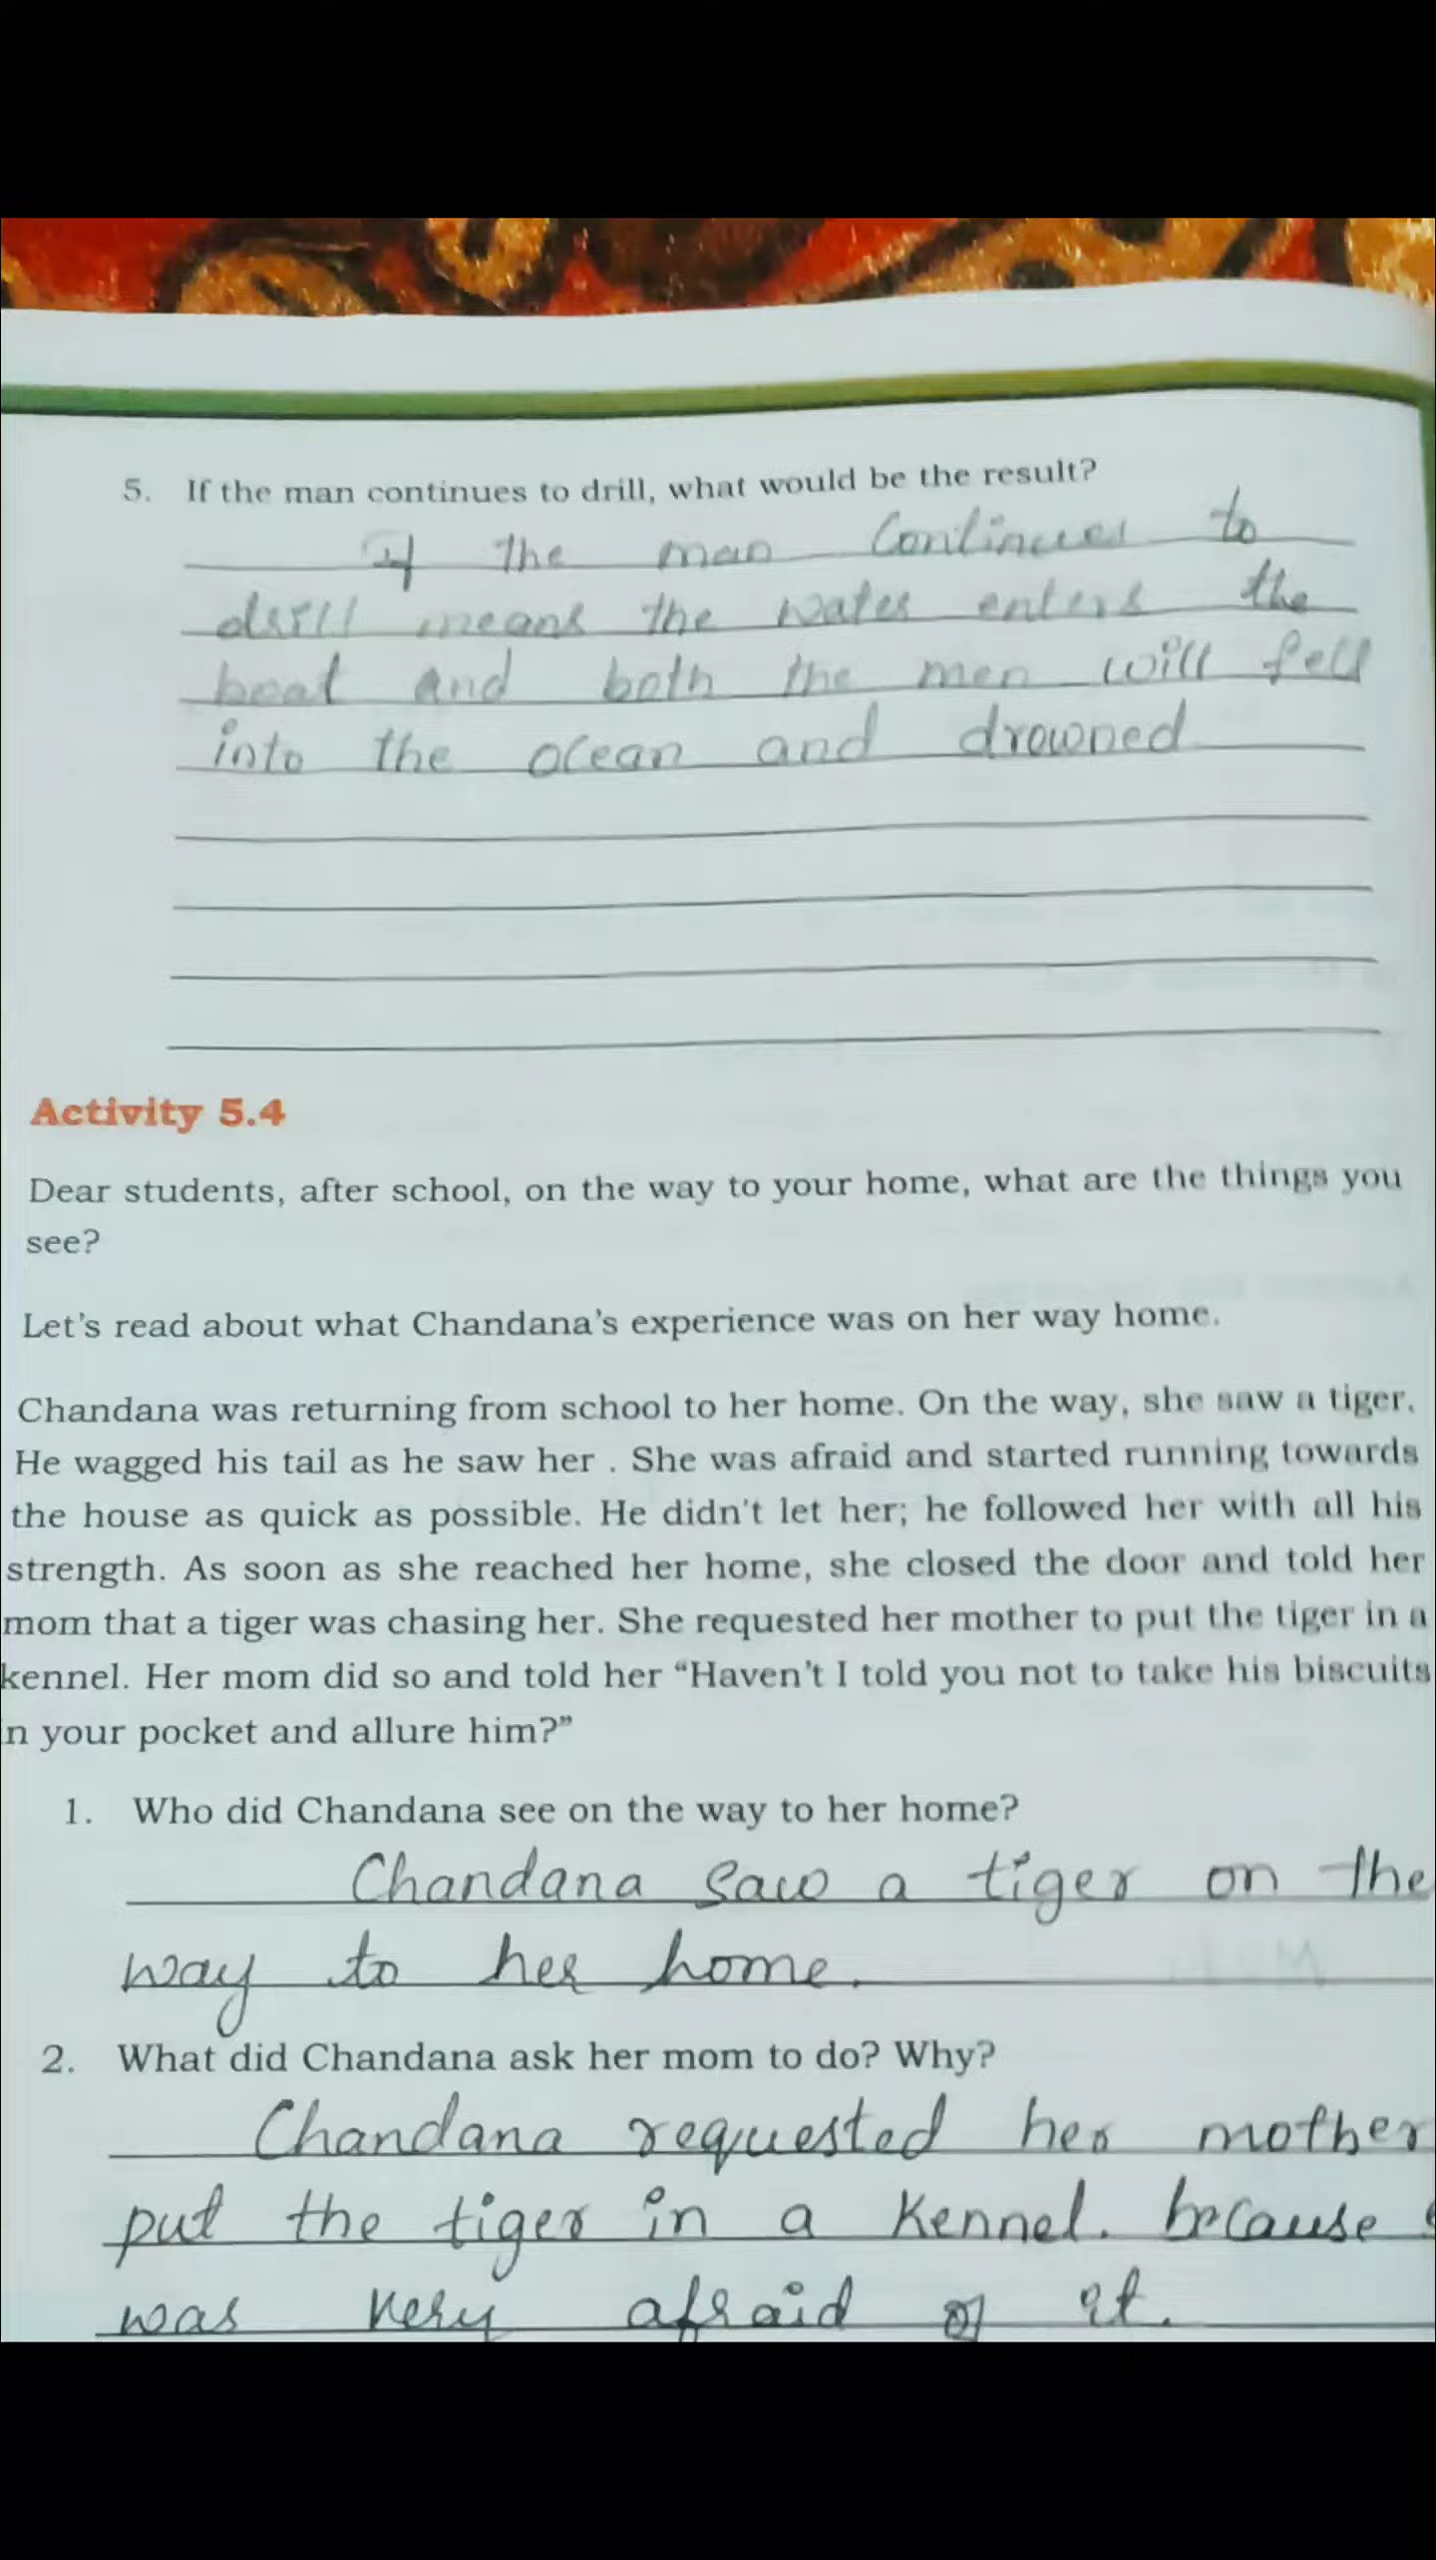 5. If the man continues to drill, what would be the result?
If the man Continues to
drill means the water enters the
boat and both the men will fell
into the ocean and drowned
Activity 5.4
Dear students, after school, on the way to your home, what are the things you
see?
Let's read about what Chandana's experience was on her way home.
Chandana was returning from school to her home. On the way, she saw a tiger.
He wagged his tail as he saw her . She was afraid and started running towards
the house as quick as possible. He didn't let her; he followed her with all his
strength. As soon as she reached her home, she closed the door and told her
mom that a tiger was chasing her. She requested her mother to put the tiger in a
kennel. Her mom did so and told her “Haven't I told you not to take his biscuits
n your pocket and allure him?”
1. Who did Chandana see on the way to her home?
Chandana saw a tiger on the
way to her home.
2. What did Chandana ask her mom to do? Why?
Chandana requested her mother
put the tiger in a Kennel. because
was very afraid of it.